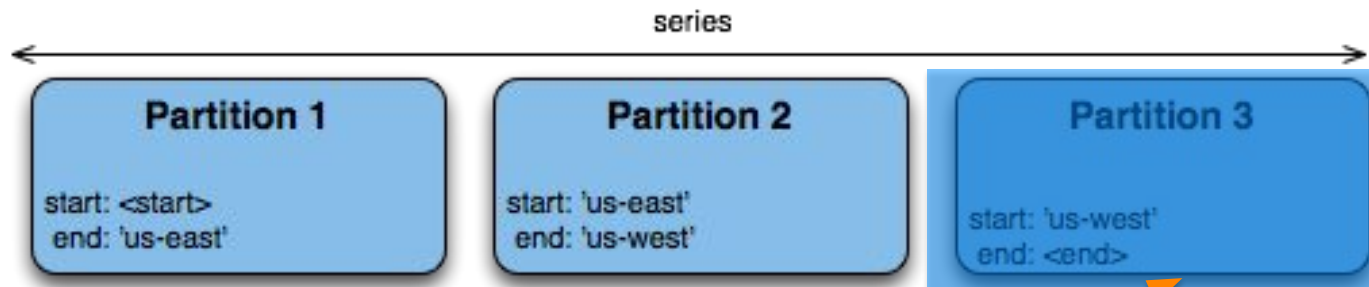 series
Partition 1
start: <start>
end: 'us-east'
Partition 2
start: 'us-east'
end: 'us-west'
Partition 3
start: 'us-west'
end: <end>